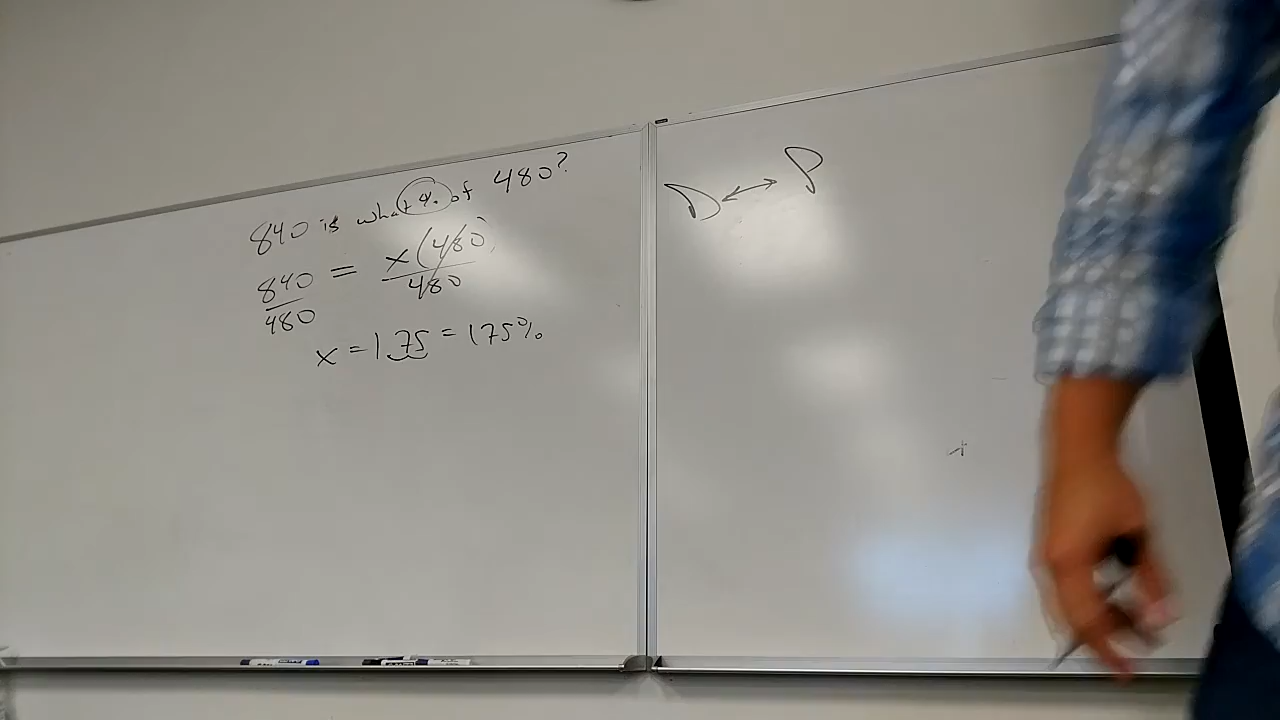 840 is what % of 480?
840 = x(480)
480 480
x = 1.75 = 175%
D ↔ P